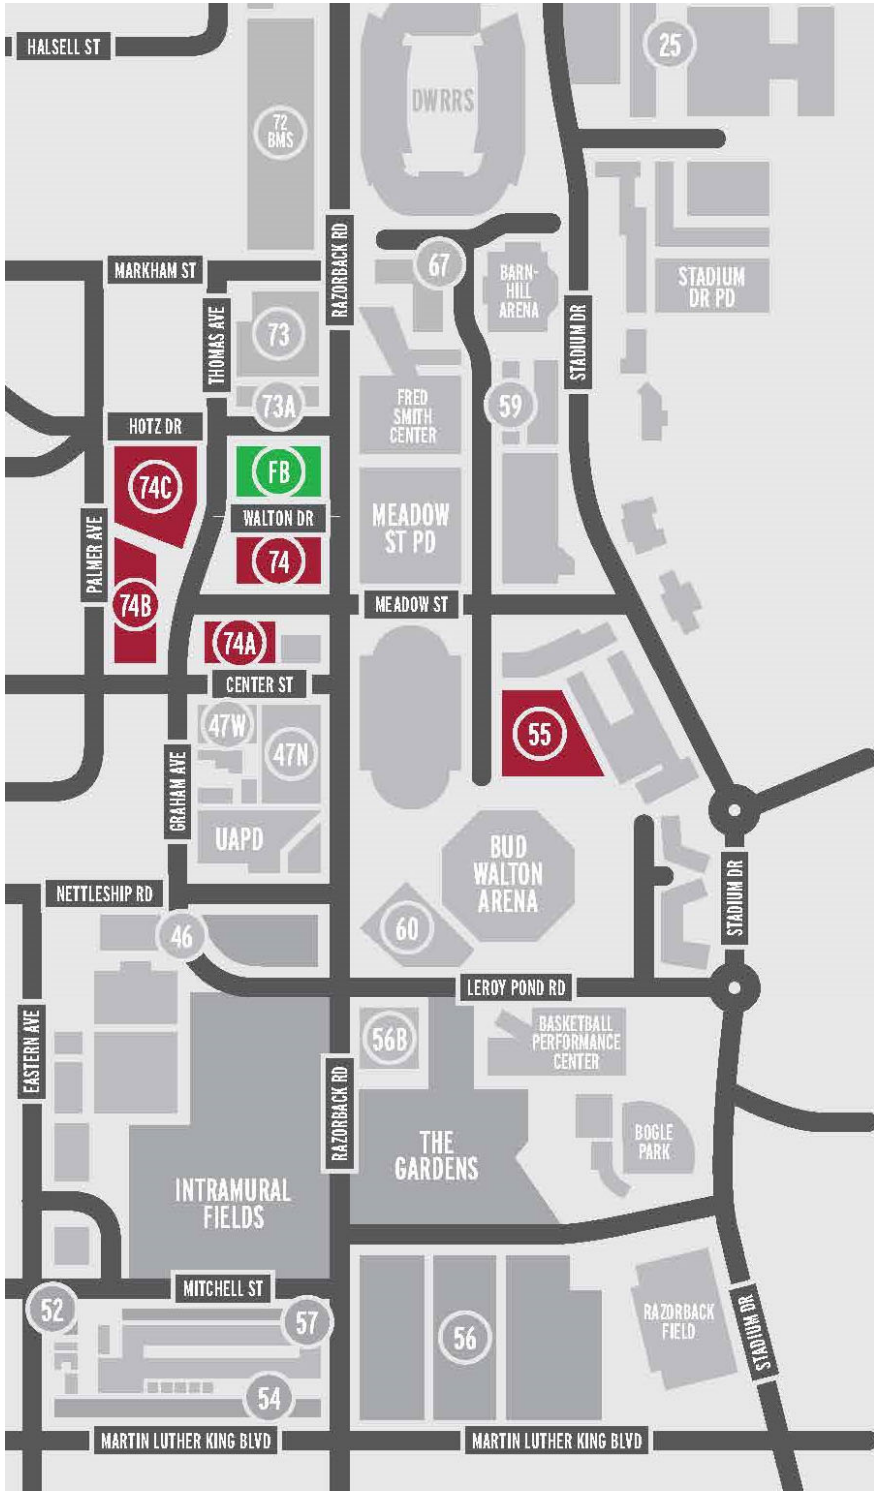 HALSELL ST
25
DWRRS
72
BMS
RAZORBACK RD
MARKHAM ST
67
BARN-
HILL
ARENA
STADIUM
DR PD
THOMAS AVE
73
STADIUM DR
73A
FRED
SMITH
CENTER
59
HOTZ DR
74C
FB
WALTON DR
MEADOW
ST PD
PALMER AVE
74
74B
MEADOW ST
74A
CENTER ST
47W
47N
55
GRAHAM AVE
UAPD
BUD
WALTON
ARENA
STADIUM DR
NETTLESHIP RD
46
60
LEROY POND RD
EASTERN AVE
56B
BASKETBALL
PERFORMANCE
CENTER
RAZORBACK RD
THE
GARDENS
BOGLE
PARK
INTRAMURAL
FIELDS
MITCHELL ST
52
57
56
RAZORBACK
FIELD
STADIUM DR
54
MARTIN LUTHER KING BLVD
MARTIN LUTHER KING BLVD